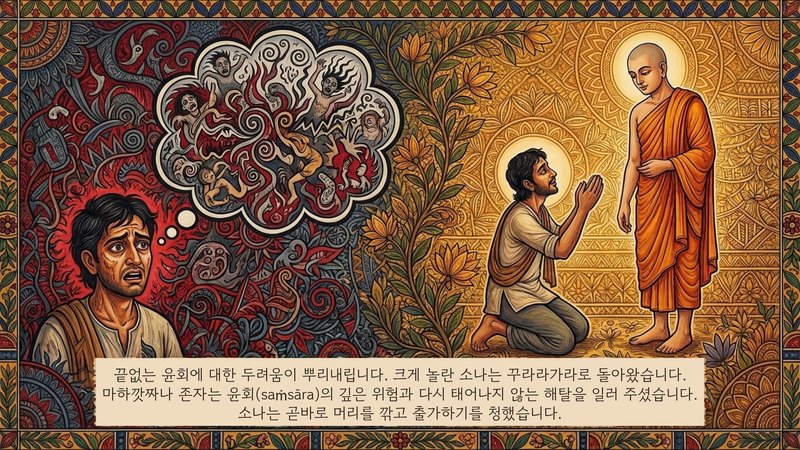 끝없는 윤회에 대한 두려움이 뿌리내립니다. 크게 놀란 소나는 꾸라라가라로 돌아왔습니다.
마하깟짜나 존자는 윤회(saṁsāra)의 깊은 위험과 다시 태어나지 않는 해탈을 일러 주셨습니다.
소나는 곧바로 머리를 깎고 출가하기를 청했습니다.